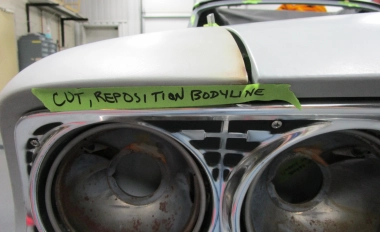 CUT, REPOSITION BODYLINE